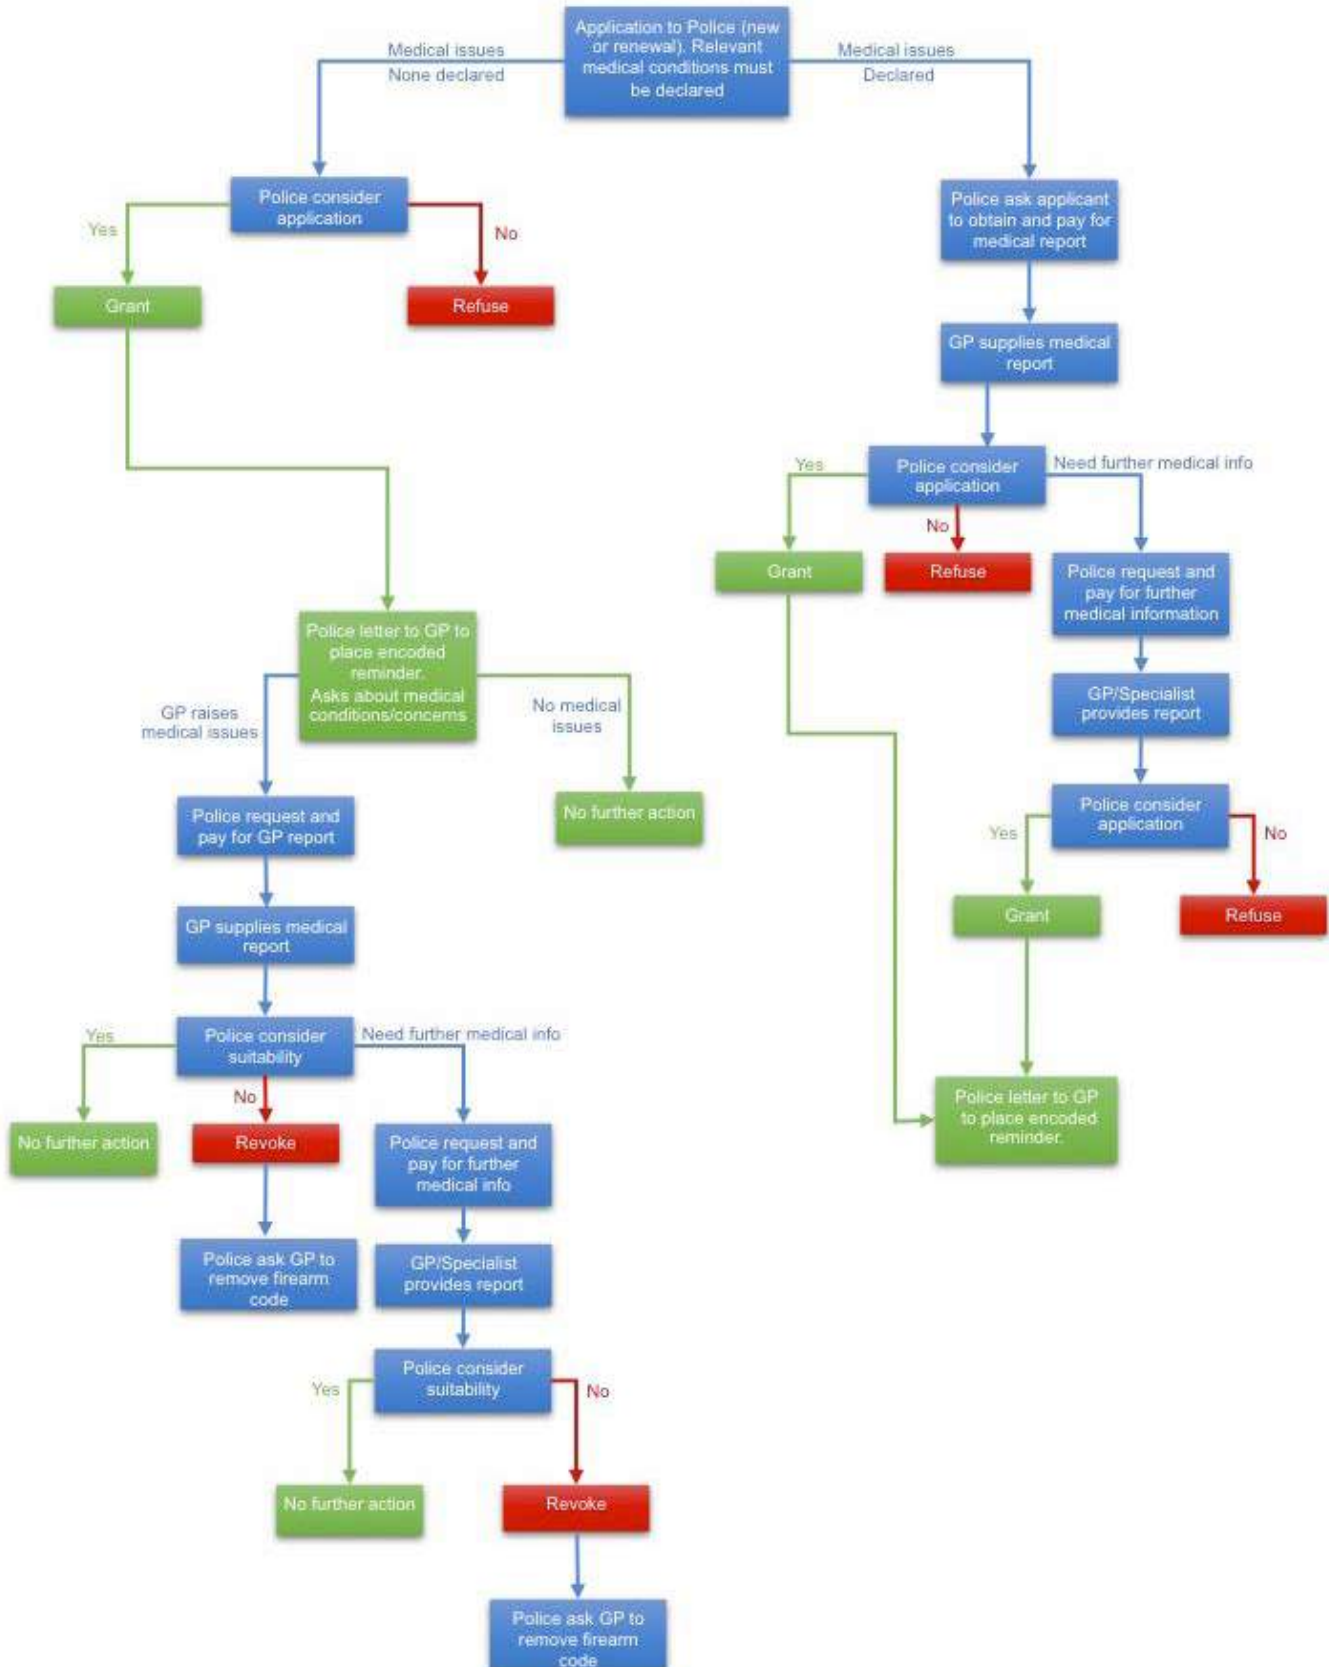 Application to Police (new
or renewal). Relevant
medical conditions must
be declared
Medical issues
None declared
Medical issues
Declared
Police consider
application
Yes
No
Grant
Refuse
Police ask applicant
to obtain and pay for
medical report
GP supplies medical
report
Police consider
application
Yes
No
Need further medical info
Grant
Refuse
Police request and
pay for further
medical information
GP/Specialist
provides report
Police consider
application
Yes
No
Grant
Refuse
Police letter to GP
to place encoded
reminder.
Police letter to GP to
place encoded
reminder.
Asks about medical
conditions/concerns
GP raises
medical issues
No medical
issues
No further action
Police request and
pay for GP report
GP supplies medical
report
Police consider
suitability
Yes
No
Need further medical info
No further action
Revoke
Police ask GP to
remove firearm
code
Police request and
pay for further
medical info
GP/Specialist
provides report
Police consider
suitability
Yes
No
No further action
Revoke
Police ask GP to
remove firearm
code